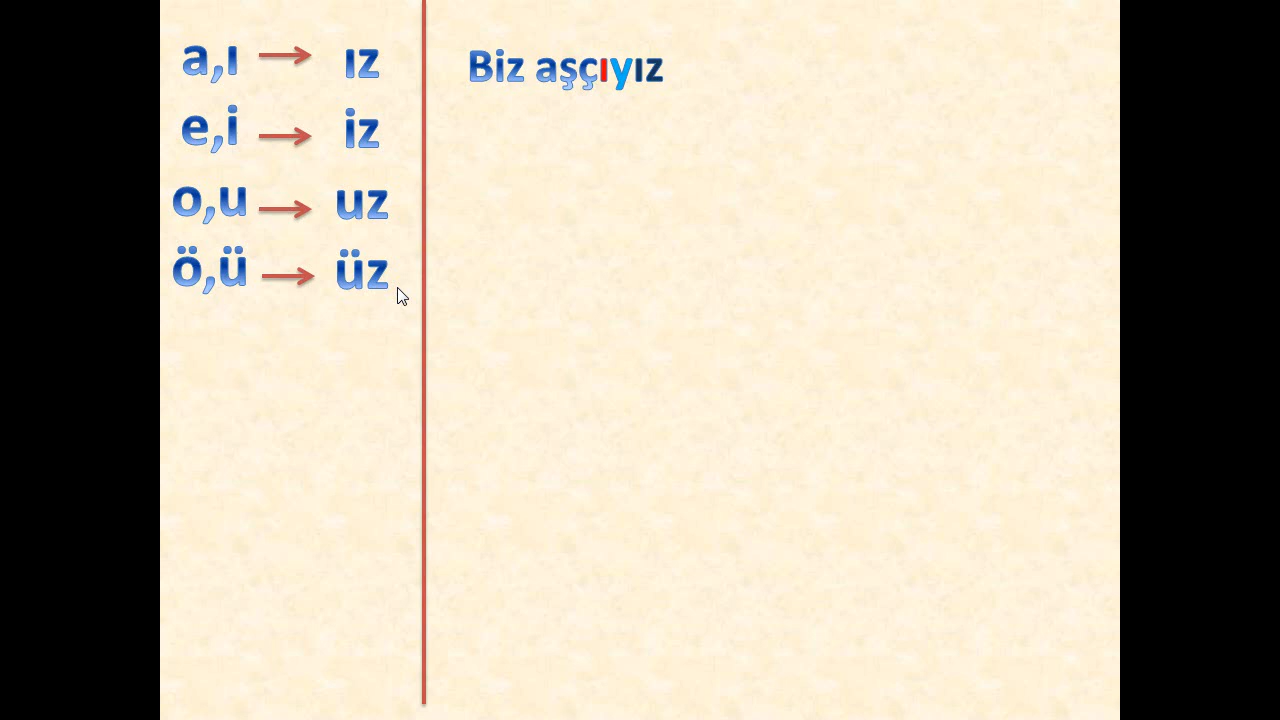 a,ı → ız
e,i → iz
o,u → uz
ö,ü → üz
Biz aşçıyız